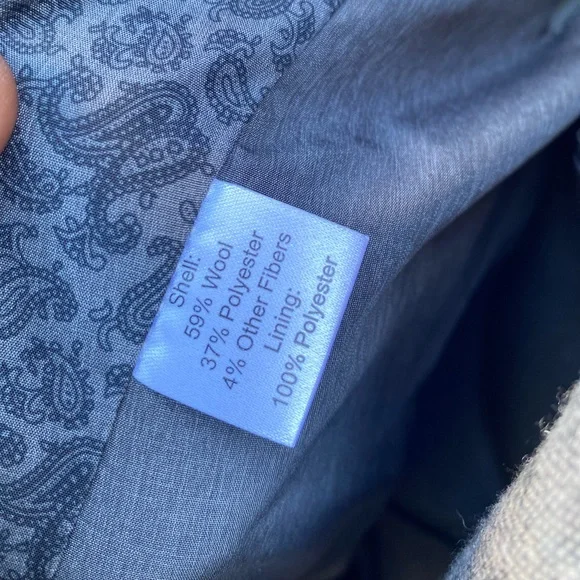 Shell:
59% Wool
37% Polyester
4% Other Fibers
Lining:
100% Polyester